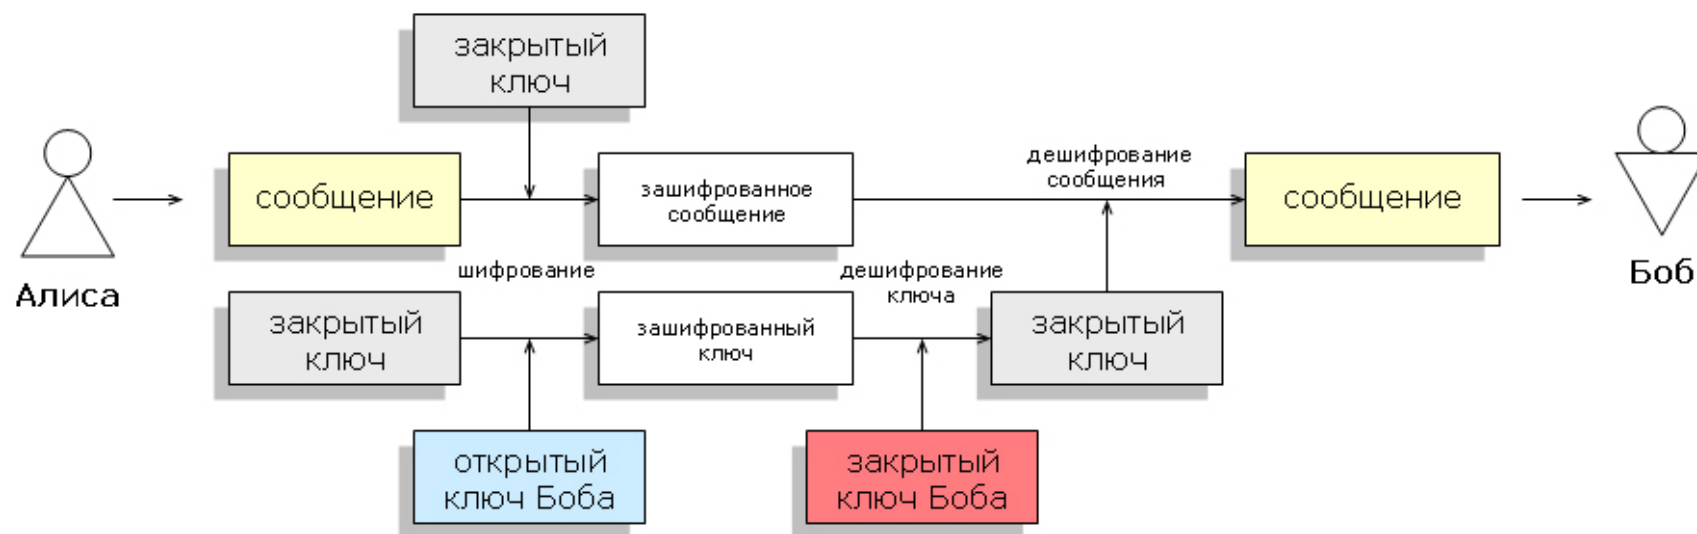 закрытый
ключ
сообщение
зашифрованное
сообщение
дешифрование
сообщения
сообщение
Алиса
Боб
шифрование
дешифрование
ключа
закрытый
ключ
зашифрованный
ключ
закрытый
ключ
открытый
ключ Боба
закрытый
ключ Боба